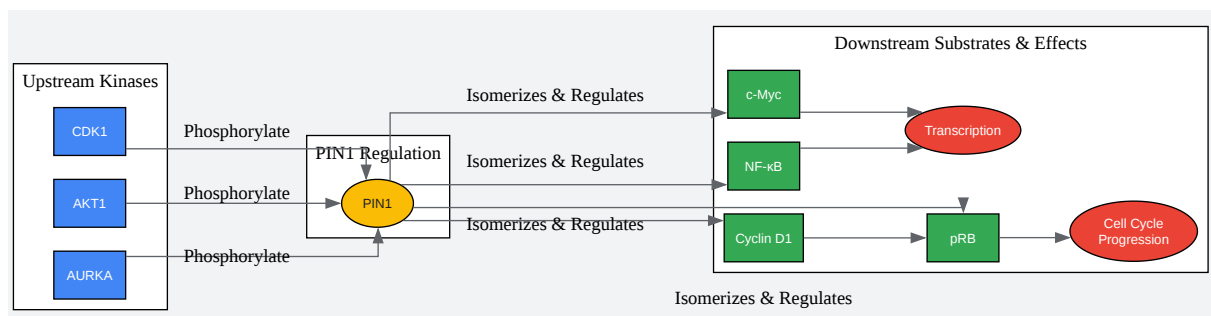 Upstream Kinases
CDK1
AKT1
AURKA
Phosphorylate
Phosphorylate
Phosphorylate
PIN1 Regulation
PIN1
Isomerizes & Regulates
Isomerizes & Regulates
Isomerizes & Regulates
Isomerizes & Regulates
Downstream Substrates & Effects
c-Myc
NF-κB
Cyclin D1
Transcription
pRB
Cell Cycle
Progression